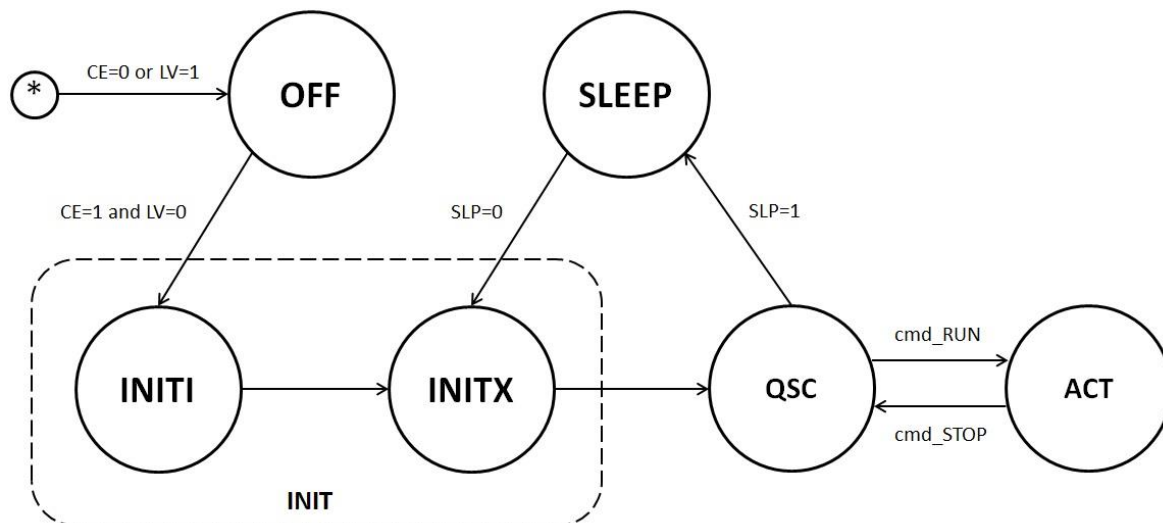 *
CE=0 or LV=1
OFF
SLEEP
CE=1 and LV=0
SLP=0
SLP=1
INITI
INITX
QSC
cmd_RUN
cmd_STOP
ACT
INIT